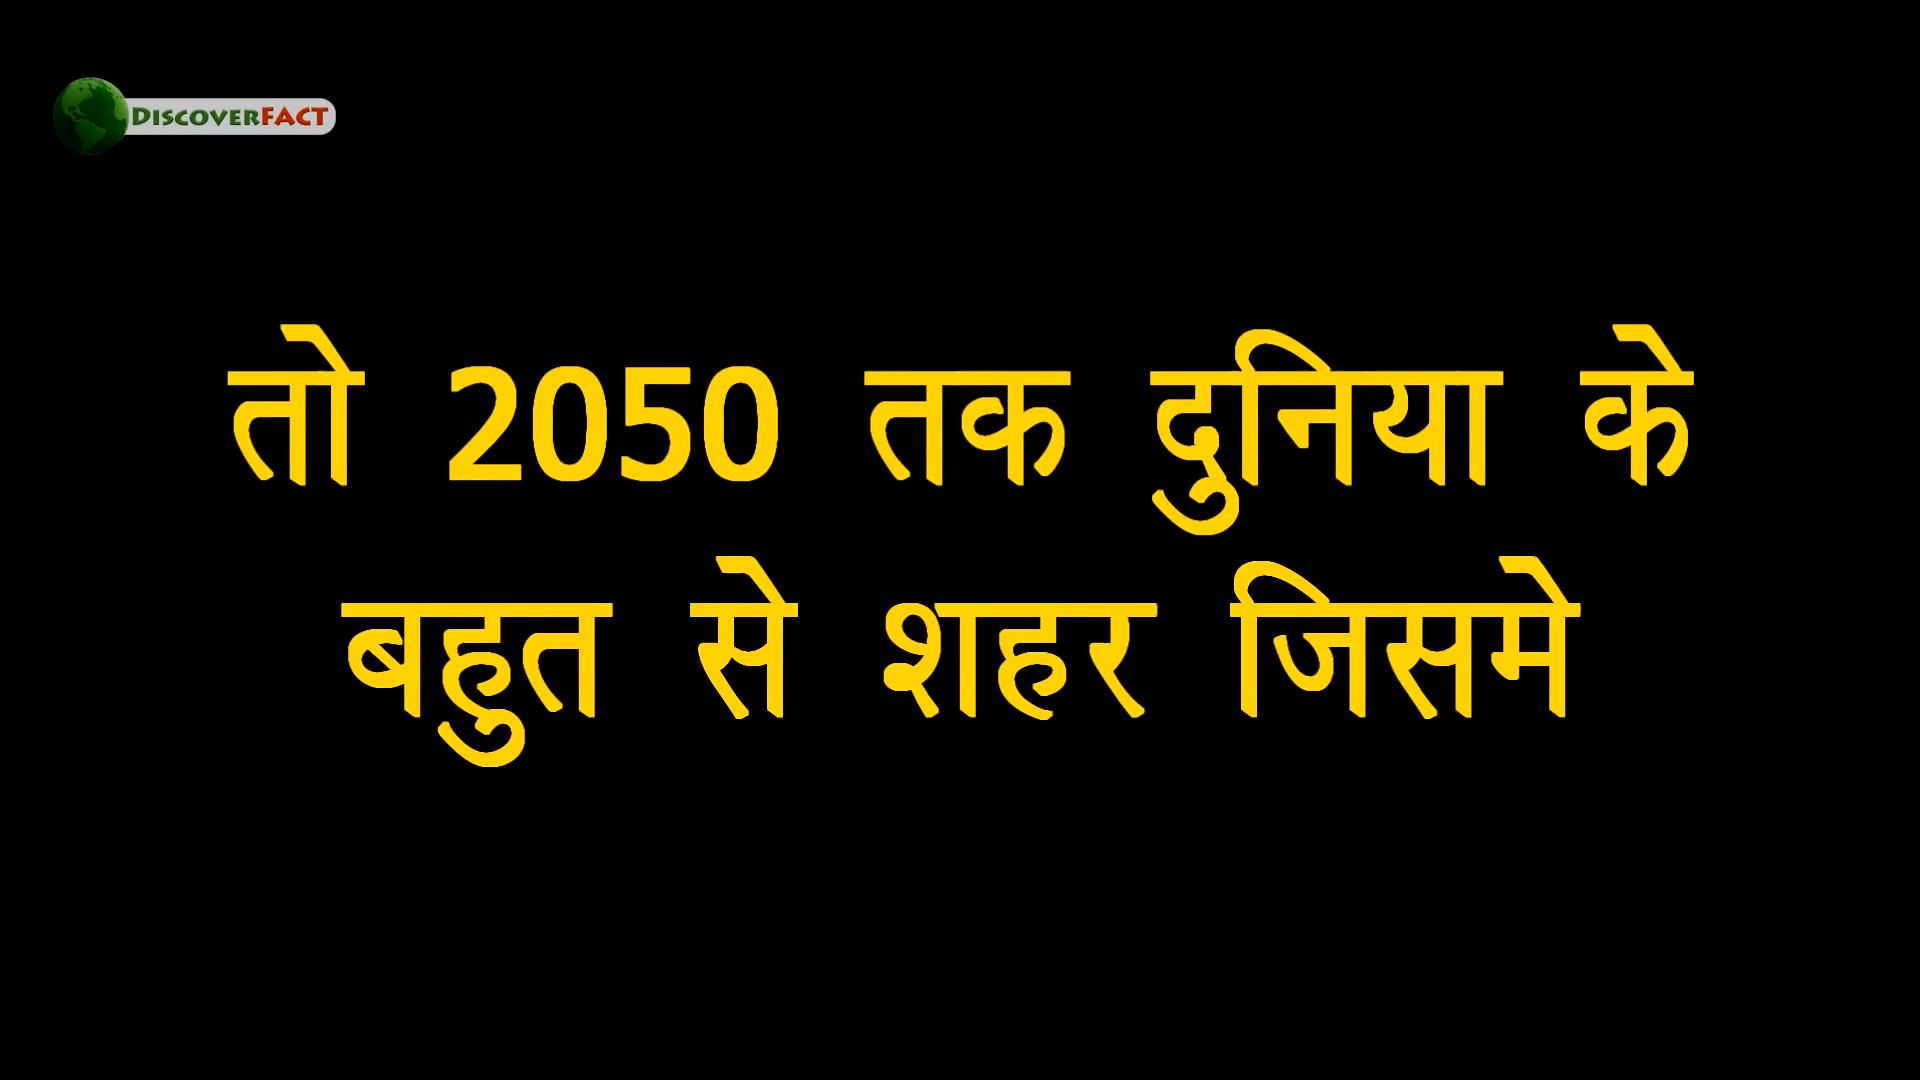 DISCOVERFACT
तो 2050 तक दुनिया के
बहुत से शहर जिसमे